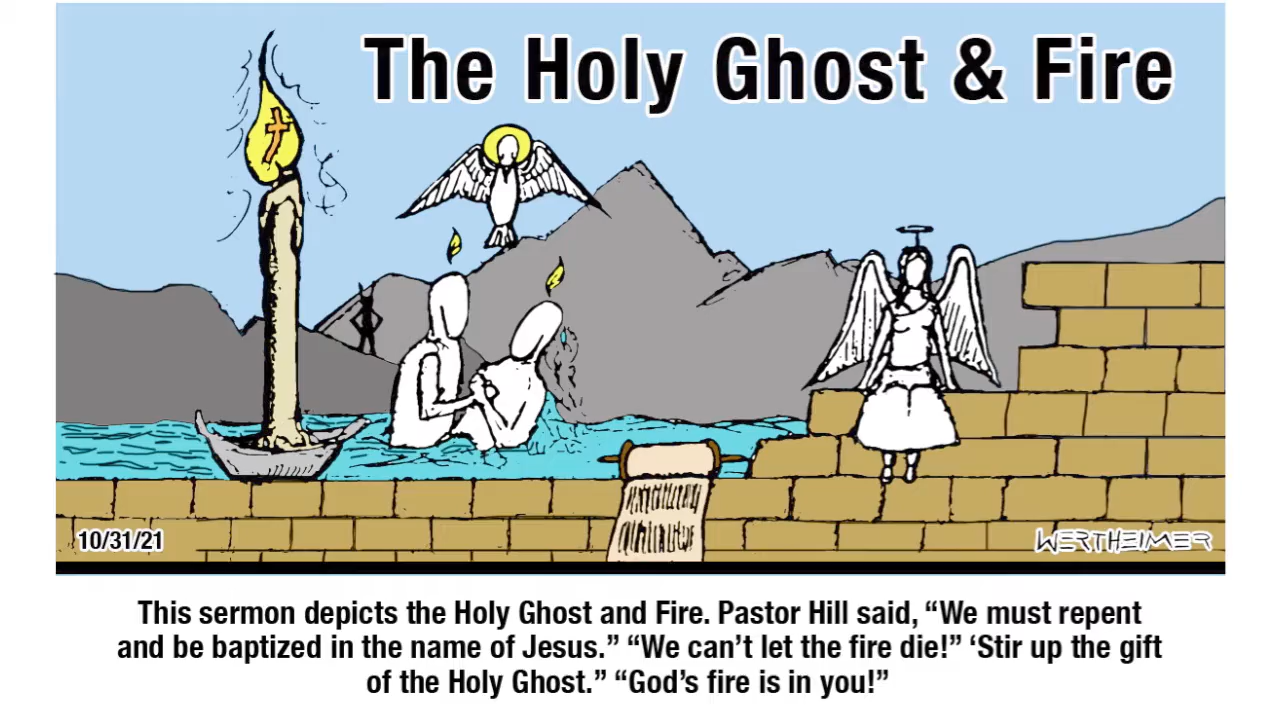 The Holy Ghost & Fire
10/31/21
WERTHEIMER
This sermon depicts the Holy Ghost and Fire. Pastor Hill said, “We must repent
and be baptized in the name of Jesus.” “We can’t let the fire die!” ‘Stir up the gift
of the Holy Ghost.” “God’s fire is in you!”